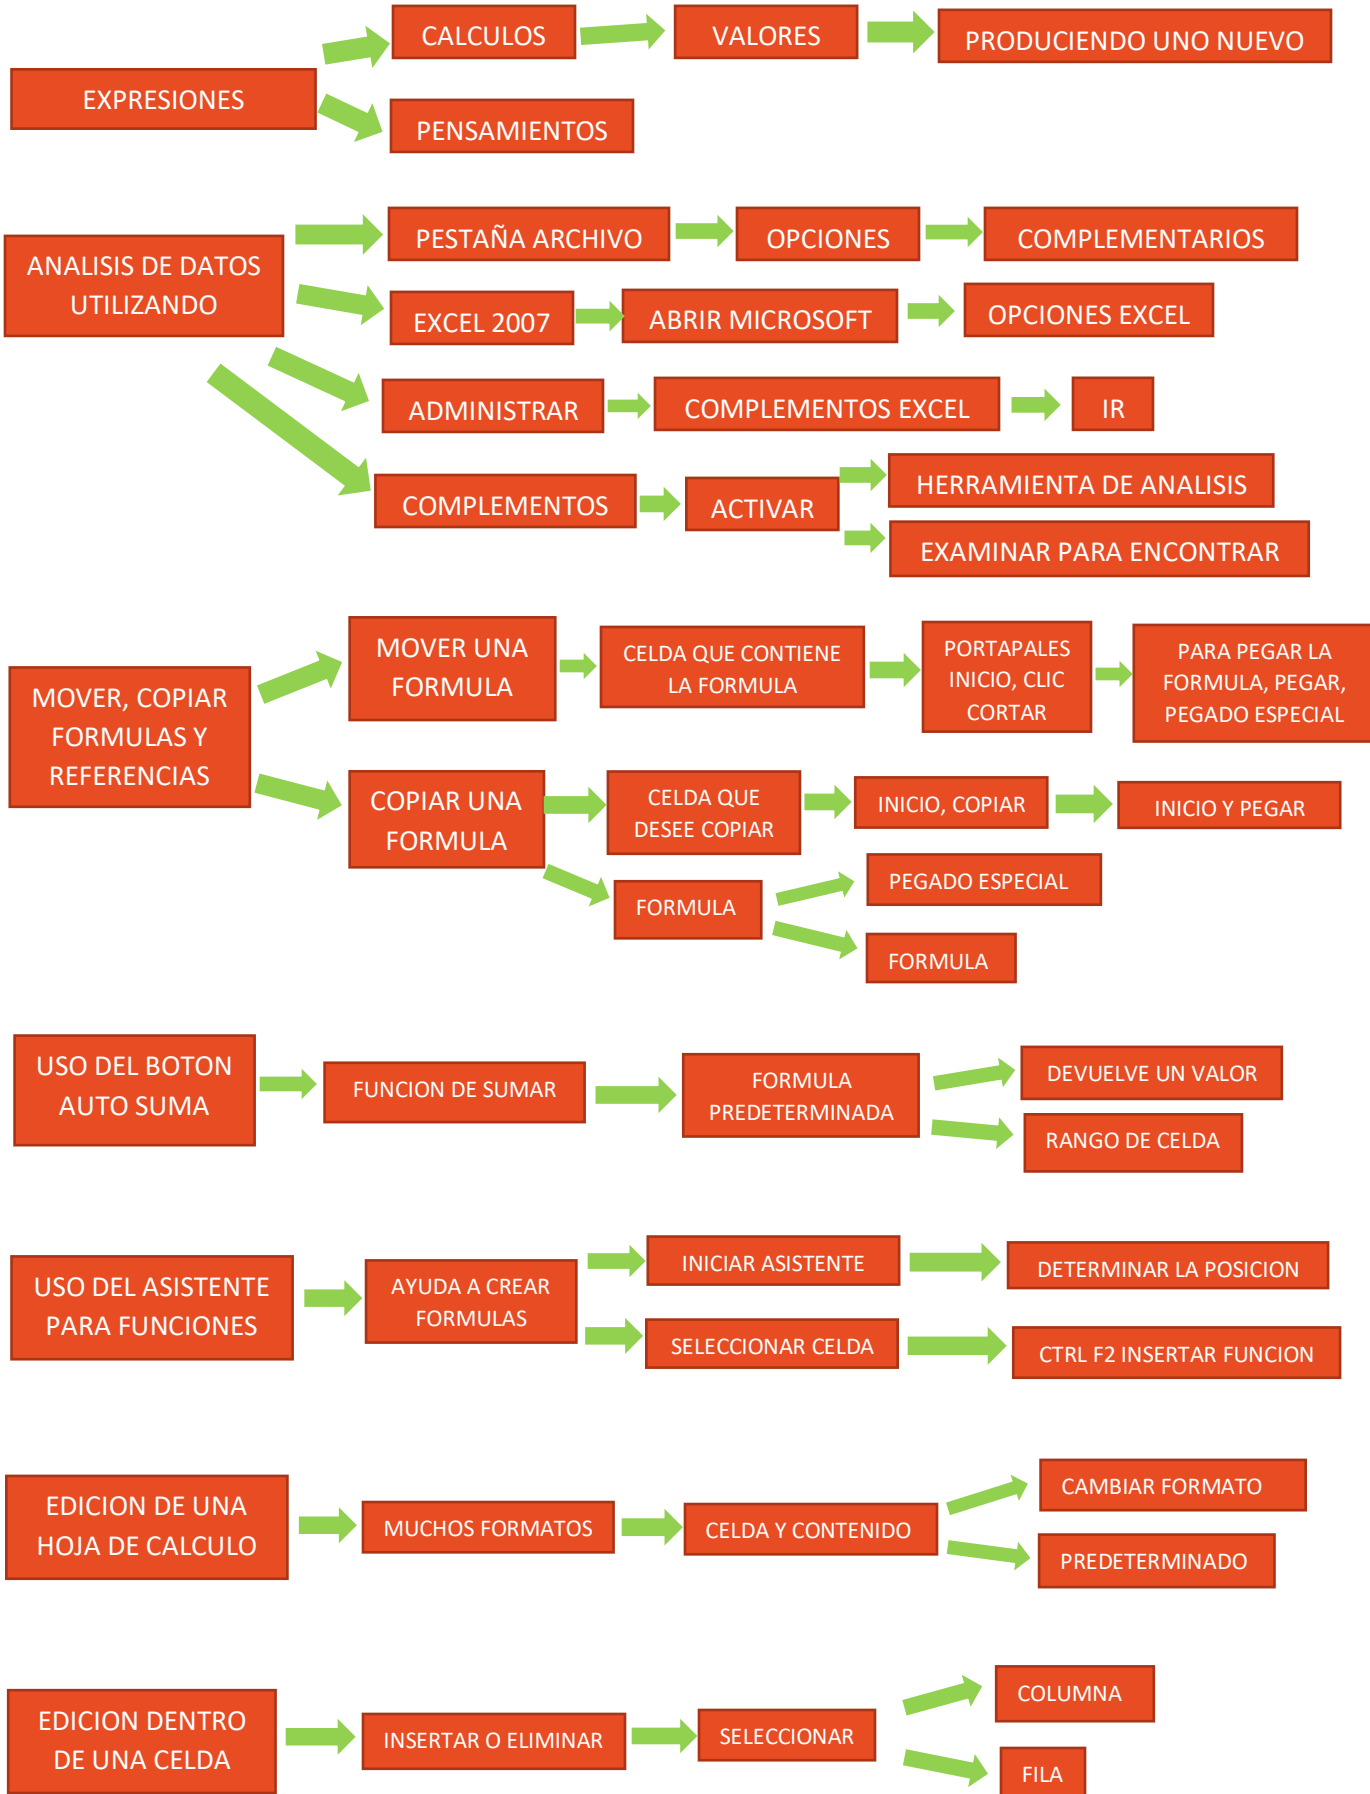 EXPRESIONES
CALCULOS
VALORES
PRODUCIENDO UNO NUEVO
PENSAMIENTOS
ANALISIS DE DATOS
UTILIZANDO
PESTAÑA ARCHIVO
OPCIONES
COMPLEMENTARIOS
EXCEL 2007
ABRIR MICROSOFT
OPCIONES EXCEL
ADMINISTRAR
COMPLEMENTOS EXCEL
IR
COMPLEMENTOS
ACTIVAR
HERRAMIENTA DE ANALISIS
EXAMINAR PARA ENCONTRAR
MOVER, COPIAR
FORMULAS Y
REFERENCIAS
MOVER UNA
FORMULA
CELDA QUE CONTIENE
LA FORMULA
PORTAPALES
INICIO, CLIC
CORTAR
PARA PEGAR LA
FORMULA, PEGAR,
PEGADO ESPECIAL
COPIAR UNA
FORMULA
CELDA QUE
DESEE COPIAR
INICIO, COPIAR
INICIO Y PEGAR
FORMULA
PEGADO ESPECIAL
FORMULA
USO DEL BOTON
AUTO SUMA
FUNCION DE SUMAR
FORMULA
PREDETERMINADA
DEVUELVE UN VALOR
RANGO DE CELDA
USO DEL ASISTENTE
PARA FUNCIONES
AYUDA A CREAR
FORMULAS
INICIAR ASISTENTE
DETERMINAR LA POSICION
SELECCIONAR CELDA
CTRL F2 INSERTAR FUNCION
EDICION DE UNA
HOJA DE CALCULO
MUCHOS FORMATOS
CELDA Y CONTENIDO
CAMBIAR FORMATO
PREDETERMINADO
EDICION DENTRO
DE UNA CELDA
INSERTAR O ELIMINAR
SELECCIONAR
COLUMNA
FILA